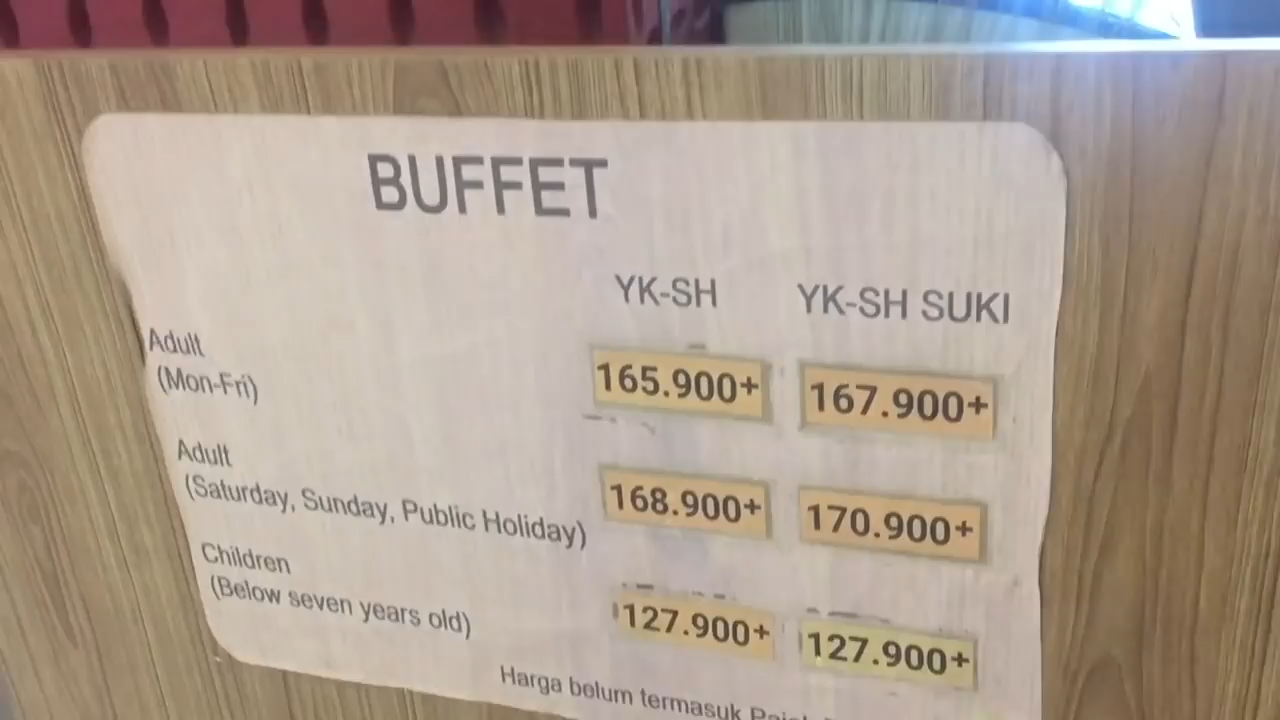 BUFFET
YK-SH YK-SH SUKI
Adult
(Mon-Fri) 165.900+ 167.900+
Adult
(Saturday, Sunday, Public Holiday) 168.900+ 170.900+
Children
(Below seven years old) 127.900+ 127.900+
Harga belum termasuk